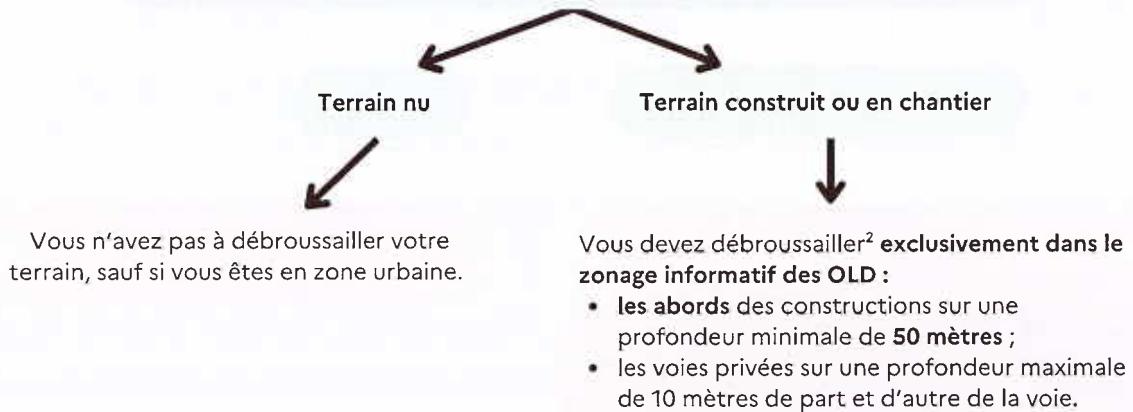 Terrain nu
Terrain construit ou en chantier
Vous n'avez pas à débroussailler votre
terrain, sauf si vous êtes en zone urbaine.
Vous devez débroussailler² exclusivement dans le
zonage informatif des OLD :
• les abords des constructions sur une
profondeur minimale de 50 mètres ;
• les voies privées sur une profondeur maximale
de 10 mètres de part et d'autre de la voie.